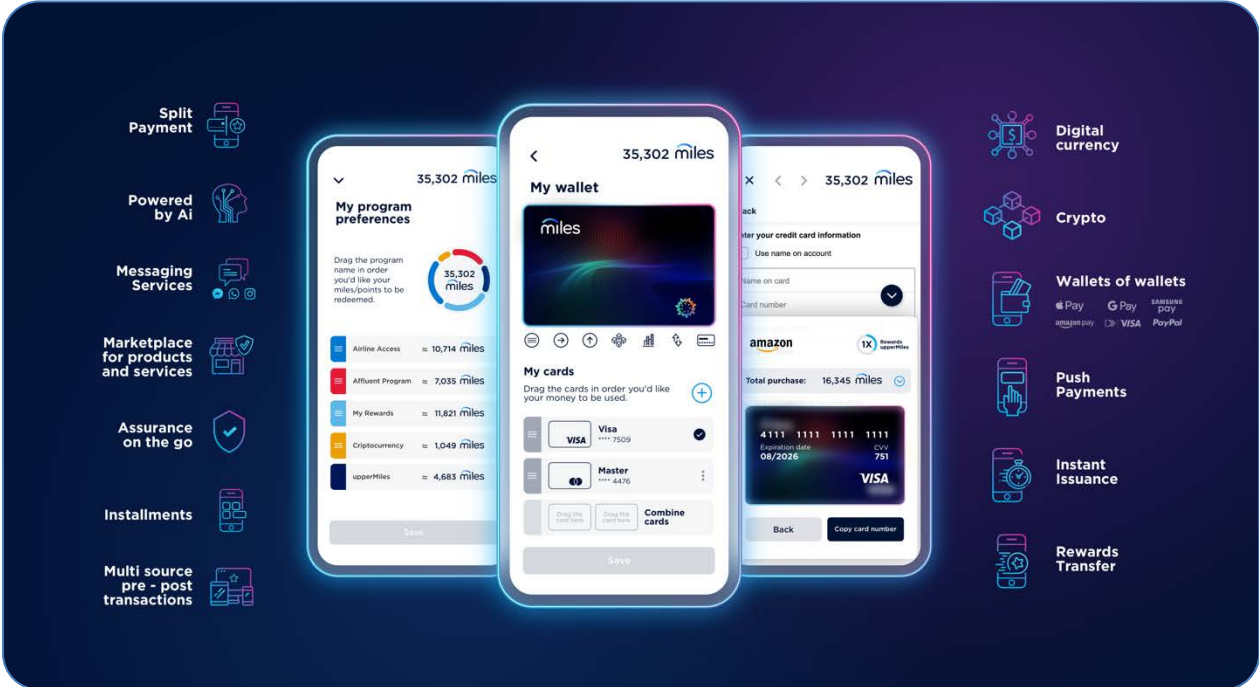 Split
Payment
Powered
by Ai
Messaging
Services
Marketplace
for products
and services
Assurance
on the go
Installments
Multi source
pre - post
transactions
35,302 miles
My program
preferences
Drag the program
name in order
you'd like your
miles/points to be
redeemed.
35,302
miles
Airline Access ≈ 10,714 miles
Affluent Program ≈ 7,035 miles
My Rewards ≈ 11,821 miles
Criptocurrency ≈ 1,049 miles
upperMiles ≈ 4,683 miles
Save
35,302 miles
My wallet
miles
My cards
Drag the cards in order you'd like
your money to be used.
VISA
Visa
**** 7509
Master
**** 4476
Drag the
card here
Drag the
card here
Combine
cards
Save
35,302 miles
ack
nter your credit card information
Use name on account
Name on card
Card number
amazon
1X
Rewards
upperMiles
Total purchase: 16,345 miles
4111 1111 1111 1111
Expiration date
08/2026
CVV
751
VISA
Back
Copy card number
Digital
currency
Crypto
Wallets of wallets
Pay
G Pay
SAMSUNG
pay
amazon pay
VISA
PayPal
Push
Payments
Instant
Issuance
Rewards
Transfer